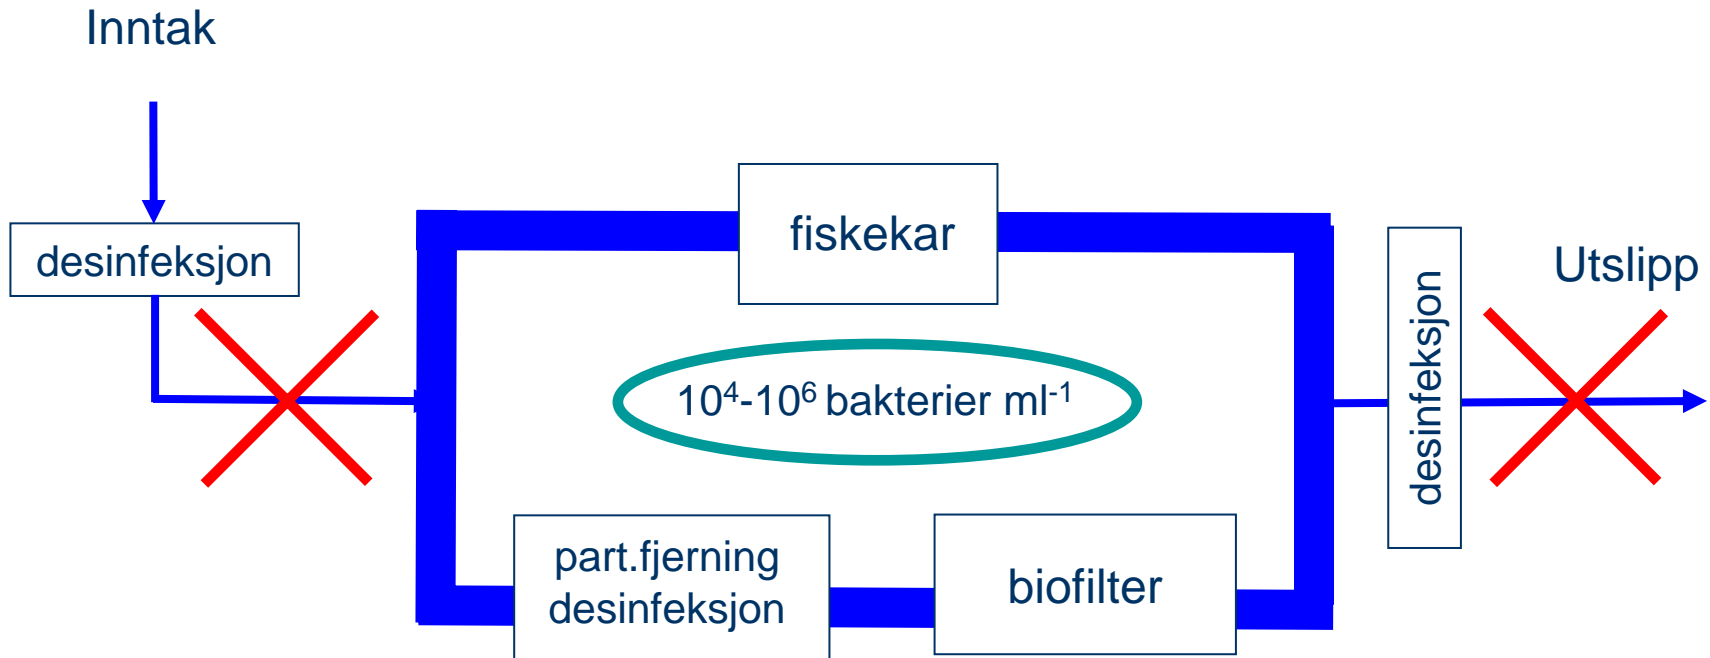 Inntak
desinfeksjon
fiskekar
desinfeksjon
Utslipp
10⁴-10⁶ bakterier ml⁻¹
part.fjerning
desinfeksjon
biofilter